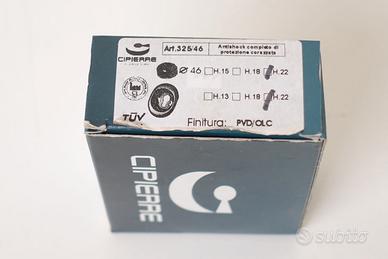 CIPIERRE
Art.325/46
Antishock completo di
protezione corazzata
Ø 46 H.15 H.18 H.22
H.13 H.18 H.22
TÜV
Finitura: PVD/OLC
CIPIERRE
subito